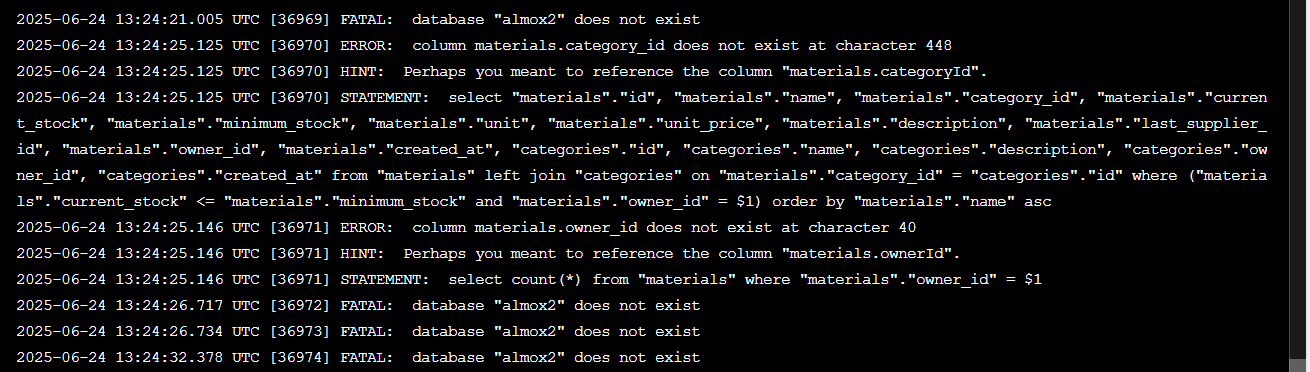 2025-06-24 13:24:21.005 UTC [36969] FATAL:  database "almox2" does not exist
2025-06-24 13:24:25.125 UTC [36970] ERROR:  column materials.category_id does not exist at character 448
2025-06-24 13:24:25.125 UTC [36970] HINT:  Perhaps you meant to reference the column "materials.categoryId".
2025-06-24 13:24:25.125 UTC [36970] STATEMENT:  select "materials"."id", "materials"."name", "materials"."category_id", "materials"."curren
t_stock", "materials"."minimum_stock", "materials"."unit", "materials"."unit_price", "materials"."description", "materials"."last_supplier_
id", "materials"."owner_id", "materials"."created_at", "categories"."id", "categories"."name", "categories"."description", "categories"."ow
ner_id", "categories"."created_at" from "materials" left join "categories" on "materials"."category_id" = "categories"."id" where ("materia
ls"."current_stock" <= "materials"."minimum_stock" and "materials"."owner_id" = $1) order by "materials"."name" asc
2025-06-24 13:24:25.146 UTC [36971] ERROR:  column materials.owner_id does not exist at character 40
2025-06-24 13:24:25.146 UTC [36971] HINT:  Perhaps you meant to reference the column "materials.ownerId".
2025-06-24 13:24:25.146 UTC [36971] STATEMENT:  select count(*) from "materials" where "materials"."owner_id" = $1
2025-06-24 13:24:26.717 UTC [36972] FATAL:  database "almox2" does not exist
2025-06-24 13:24:26.734 UTC [36973] FATAL:  database "almox2" does not exist
2025-06-24 13:24:32.378 UTC [36974] FATAL:  database "almox2" does not exist